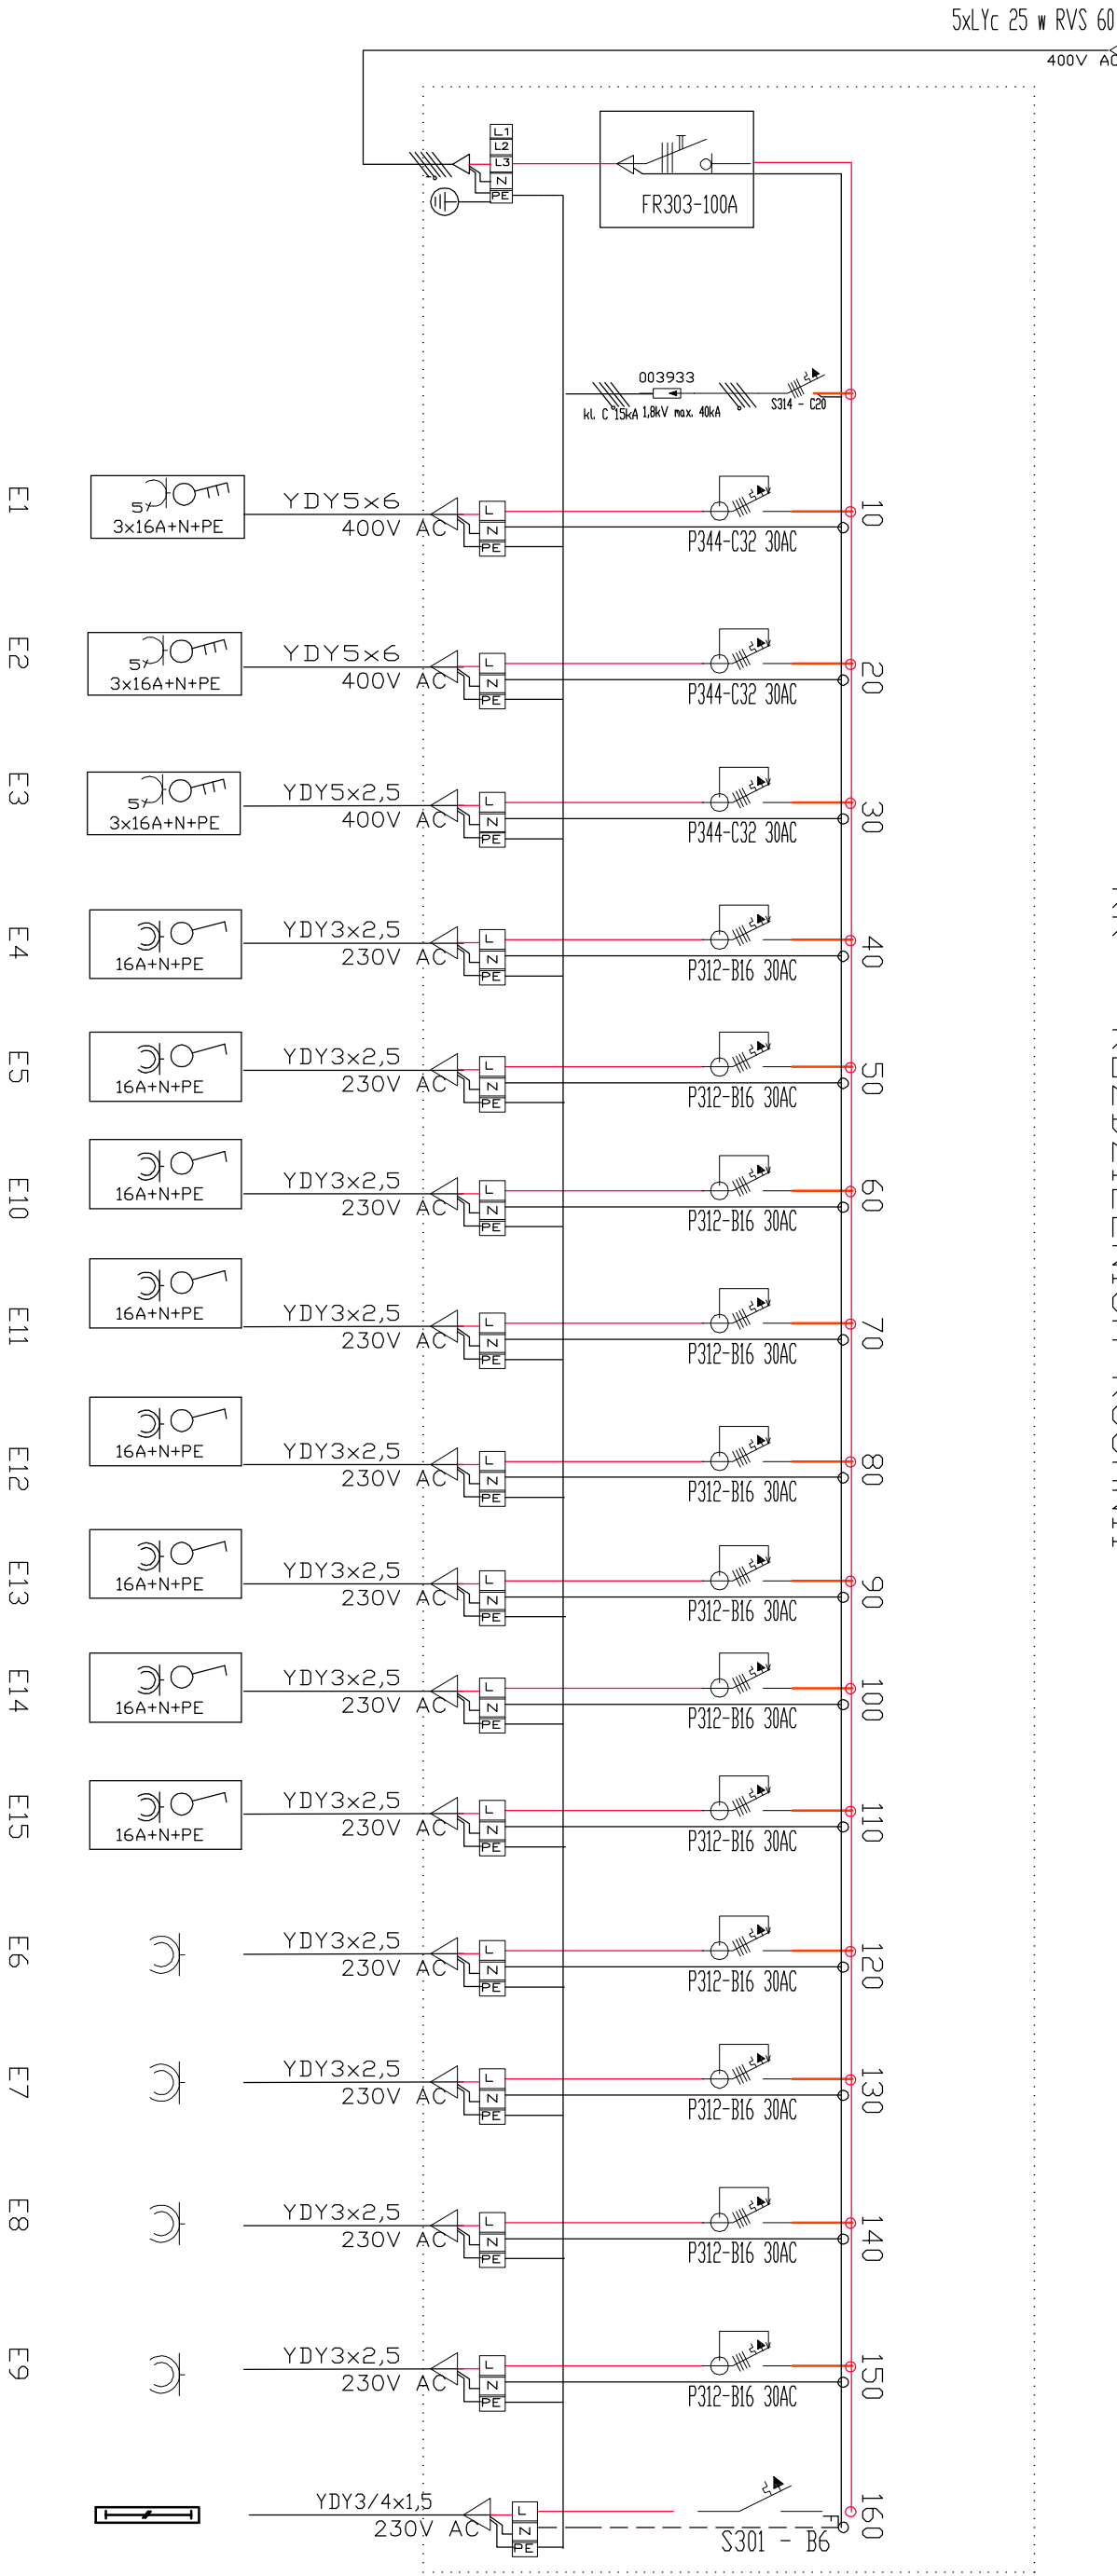 5xLYc 25 w RVS 60
400V AC
L1
L2
L3
N
PE
FR303-100A
003933
kl. C 15kA 1,8kV max. 40kA
S314 - C20
E1
5x
3x16A+N+PE
YDY5x6
400V AC
L
N
PE
P344-C32 30AC
10
E2
5x
3x16A+N+PE
YDY5x6
400V AC
L
N
PE
P344-C32 30AC
20
E3
5x
3x16A+N+PE
YDY5x2,5
400V AC
L
N
PE
P344-C32 30AC
30
E4
16A+N+PE
YDY3x2,5
230V AC
L
N
PE
P312-B16 30AC
40
E5
16A+N+PE
YDY3x2,5
230V AC
L
N
PE
P312-B16 30AC
50
E10
16A+N+PE
YDY3x2,5
230V AC
L
N
PE
P312-B16 30AC
60
E11
16A+N+PE
YDY3x2,5
230V AC
L
N
PE
P312-B16 30AC
70
E12
16A+N+PE
YDY3x2,5
230V AC
L
N
PE
P312-B16 30AC
80
E13
16A+N+PE
YDY3x2,5
230V AC
L
N
PE
P312-B16 30AC
90
E14
16A+N+PE
YDY3x2,5
230V AC
L
N
PE
P312-B16 30AC
100
E15
16A+N+PE
YDY3x2,5
230V AC
L
N
PE
P312-B16 30AC
110
E6
YDY3x2,5
230V AC
L
N
PE
P312-B16 30AC
120
E7
YDY3x2,5
230V AC
L
N
PE
P312-B16 30AC
130
E8
YDY3x2,5
230V AC
L
N
PE
P312-B16 30AC
140
E9
YDY3x2,5
230V AC
L
N
PE
P312-B16 30AC
150
YDY3/4x1,5
230V AC
L
N
PE
S301 - B6
160